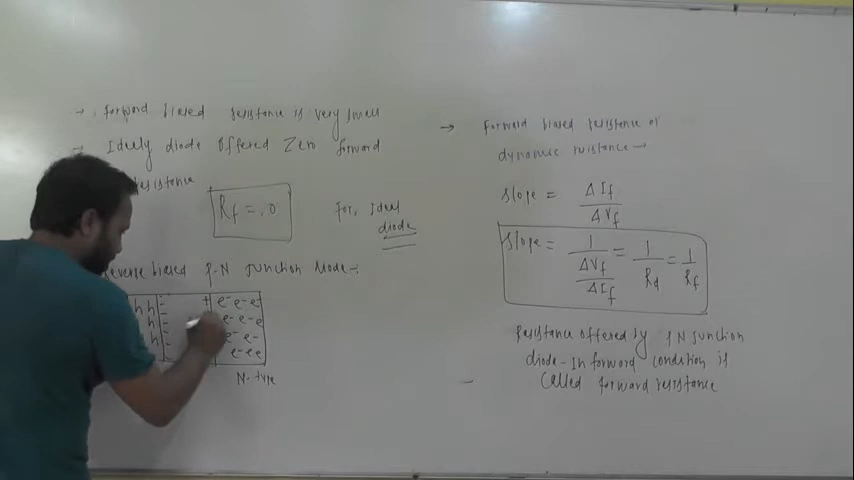 → Forward biased resistance is very small
→ Idealy diode offered Zero forward
resistance
Rf = 0
For Ideal
diode
Reverse biased P-N Junction Diode -:
h h - + e- e- e-
h - e- e- e
h - e- e-
- e- e e
N-type
→ Forward biased resistance or
dynamic resistance →
Slope = ΔIf / ΔVf
Slope = 1 / (ΔVf / ΔIf) = 1 / Rd = 1 / Rf
Resistance offered by PN Junction
diode - In forward condition is
called forward resistance